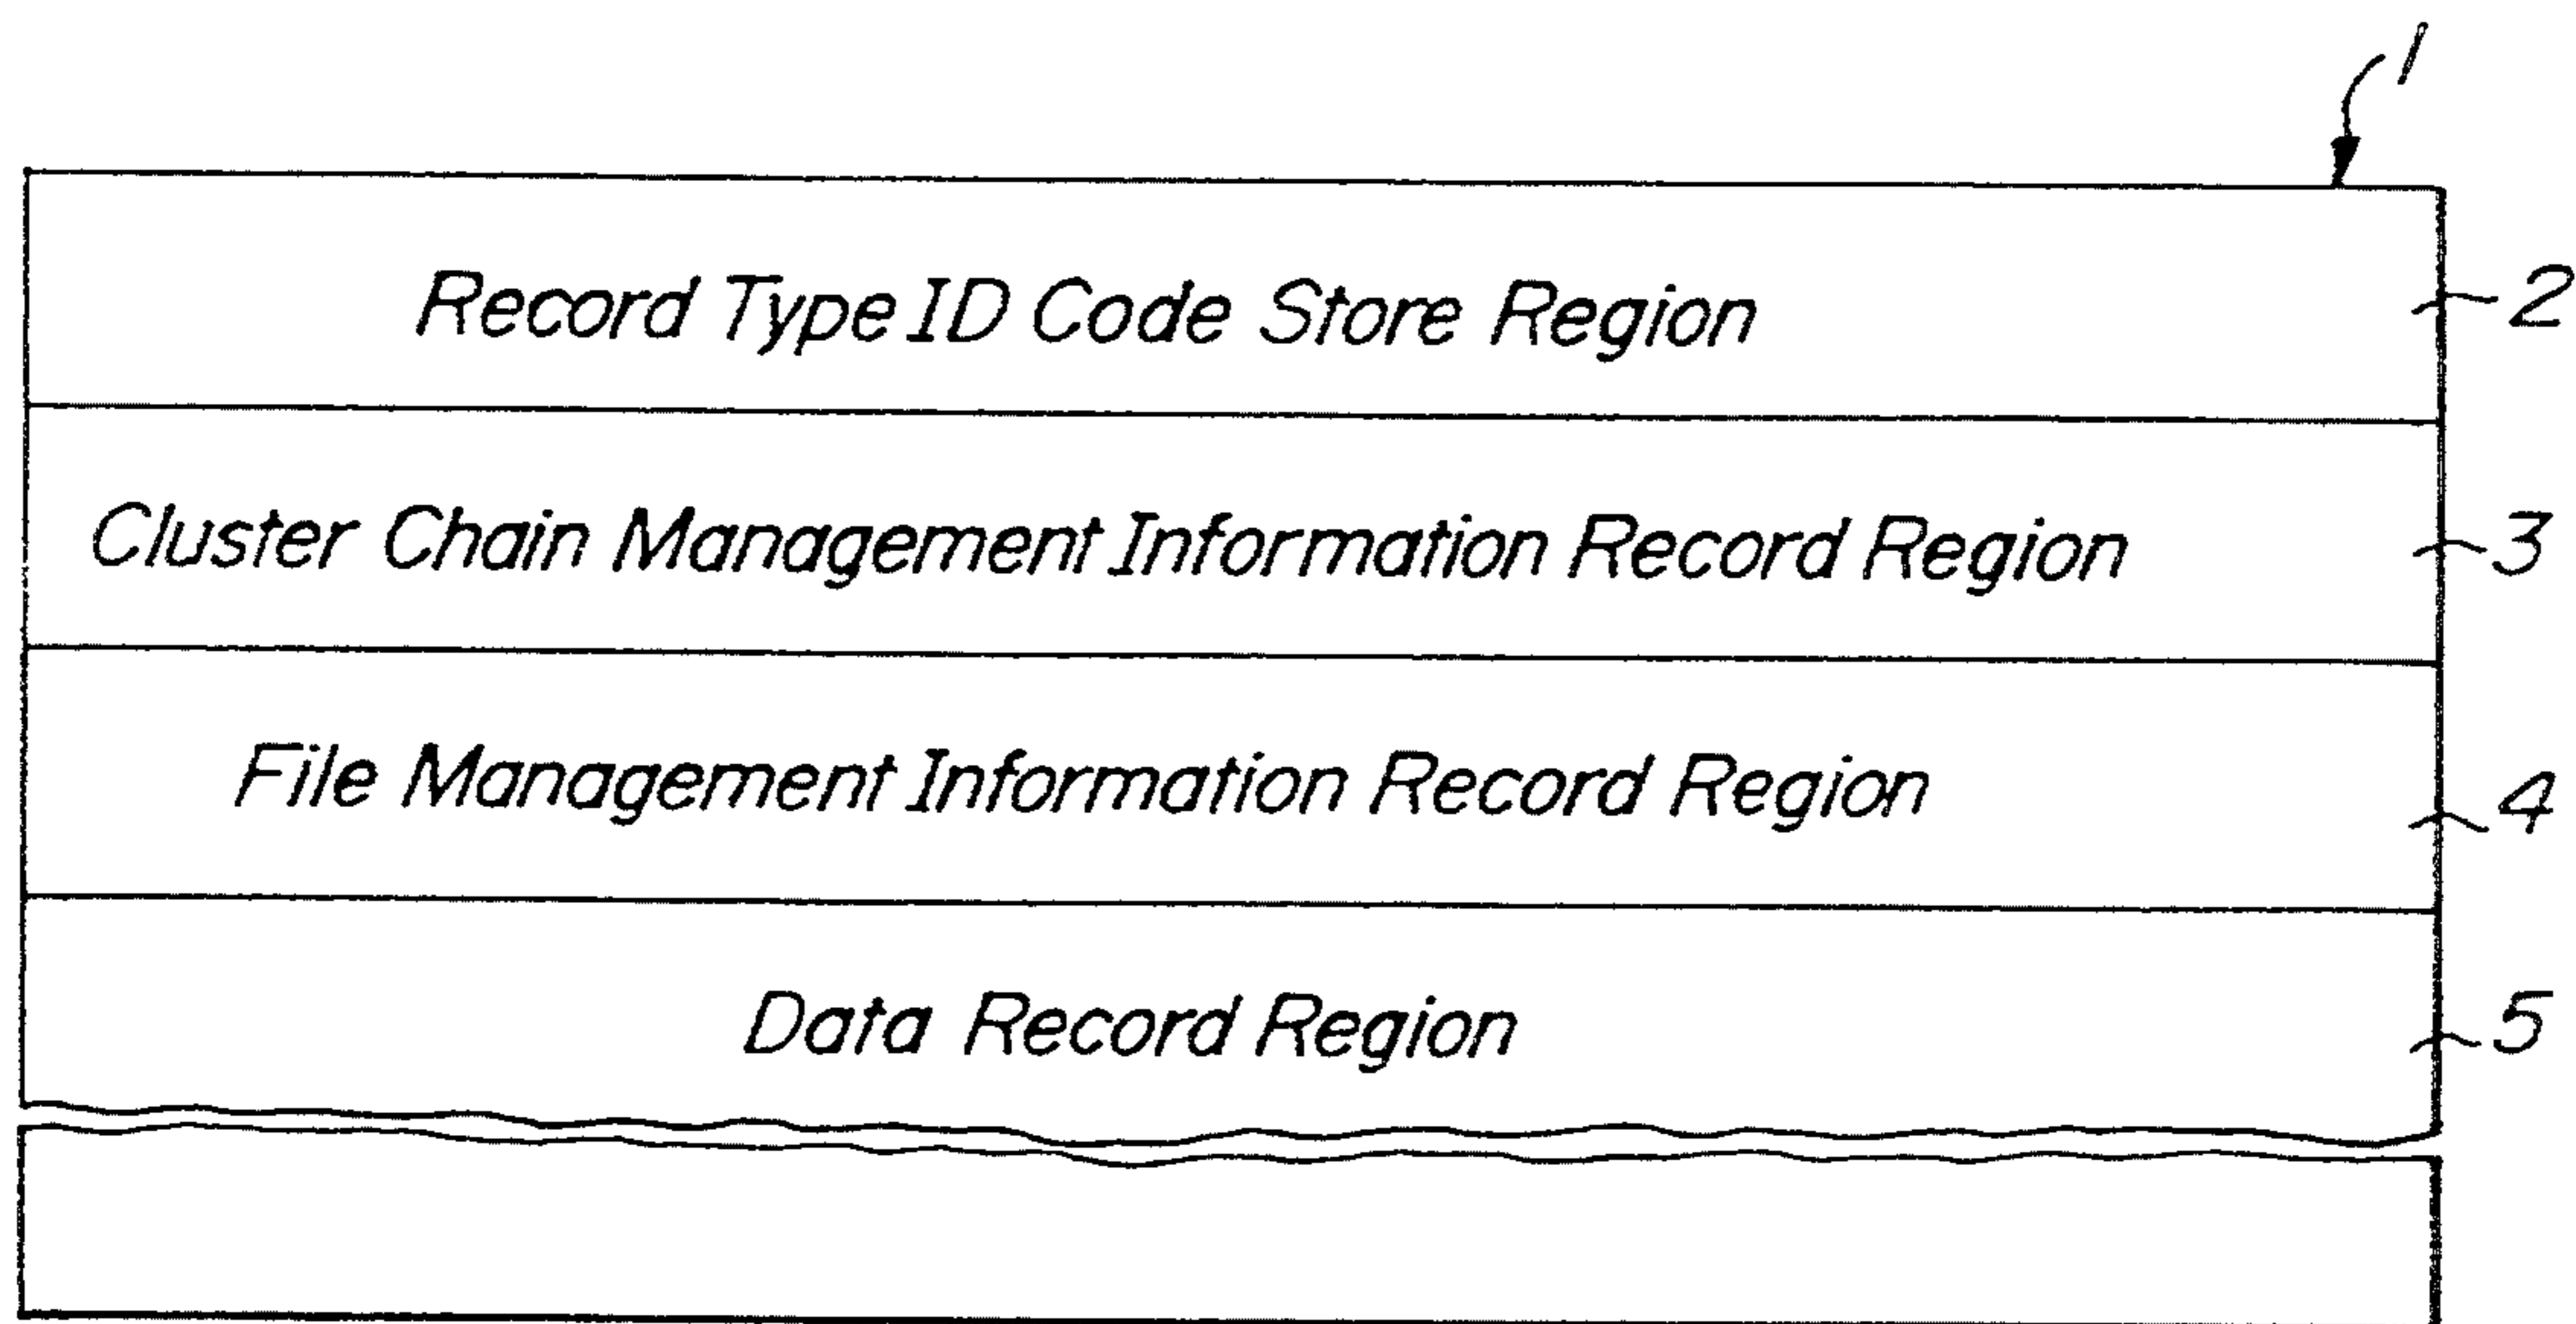 1
Record Type ID Code Store Region 2
Cluster Chain Management Information Record Region 3
File Management Information Record Region 4
Data Record Region 5